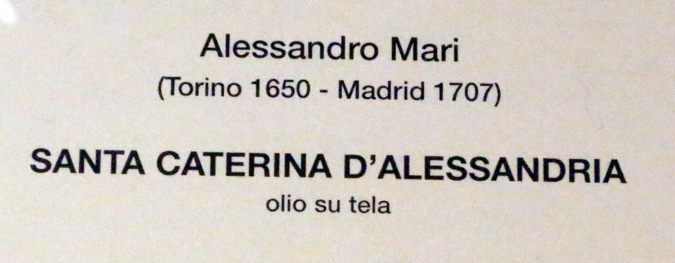 Alessandro Mari
(Torino 1650 - Madrid 1707)
SANTA CATERINA D'ALESSANDRIA
olio su tela